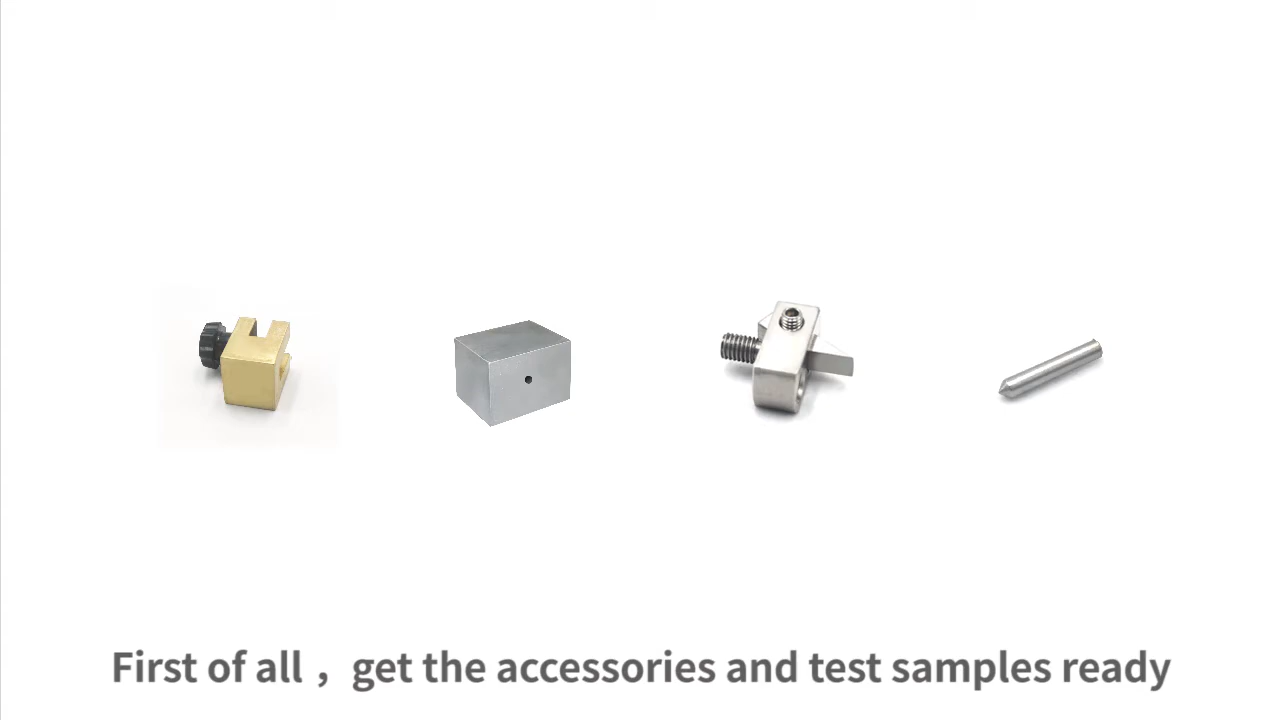 First of all ，get the accessories and test samples ready